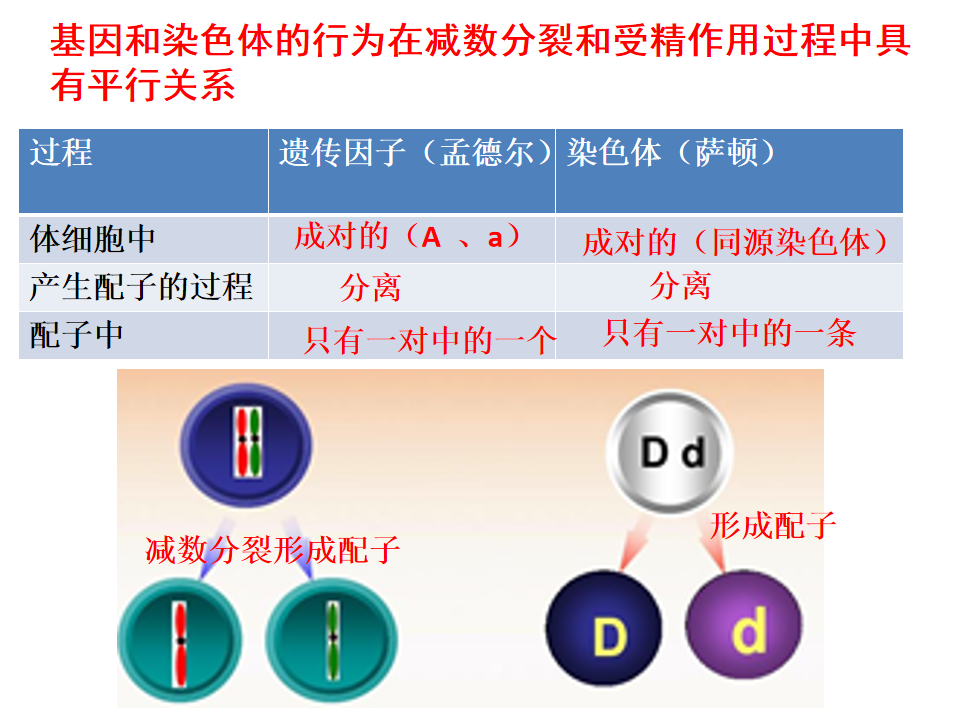 基因和染色体的行为在减数分裂和受精作用过程中具
有平行关系
过程 遗传因子（孟德尔） 染色体（萨顿）
体细胞中 成对的（A 、a） 成对的（同源染色体）
产生配子的过程 分离 分离
配子中 只有一对中的一个 只有一对中的一条
D d
减数分裂形成配子 形成配子
D d